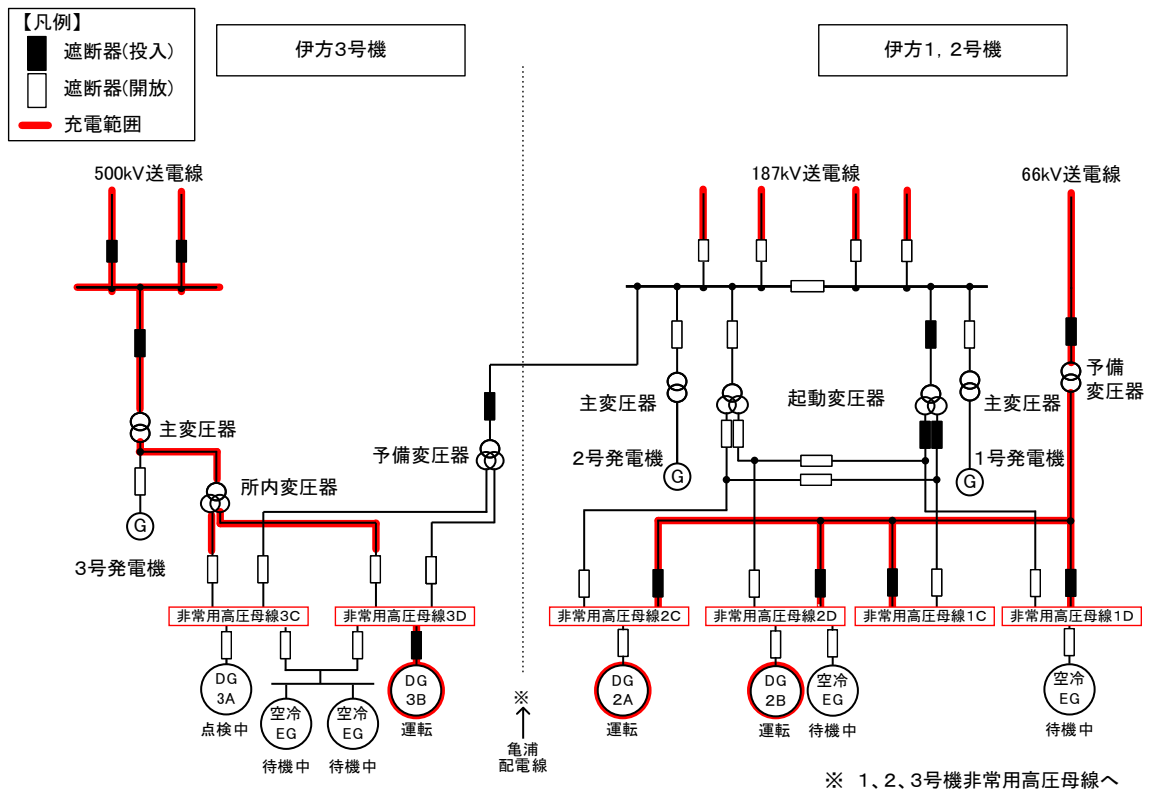 【凡例】
遮断器(投入)
遮断器(開放)
充電範囲
伊方3号機
伊方1，2号機
500kV送電線
187kV送電線
66kV送電線
主変圧器
所内変圧器
予備変圧器
G
3号発電機
主変圧器
2号発電機
G
起動変圧器
主変圧器
1号発電機
G
予備
変圧器
非常用高圧母線3C
非常用高圧母線3D
非常用高圧母線2C
非常用高圧母線2D
非常用高圧母線1C
非常用高圧母線1D
DG
3A
点検中
空冷
EG
待機中
空冷
EG
待機中
DG
3B
運転
※
亀浦
配電線
DG
2A
運転
DG
2B
運転
空冷
EG
待機中
空冷
EG
待機中
※ 1、2、3号機非常用高圧母線へ